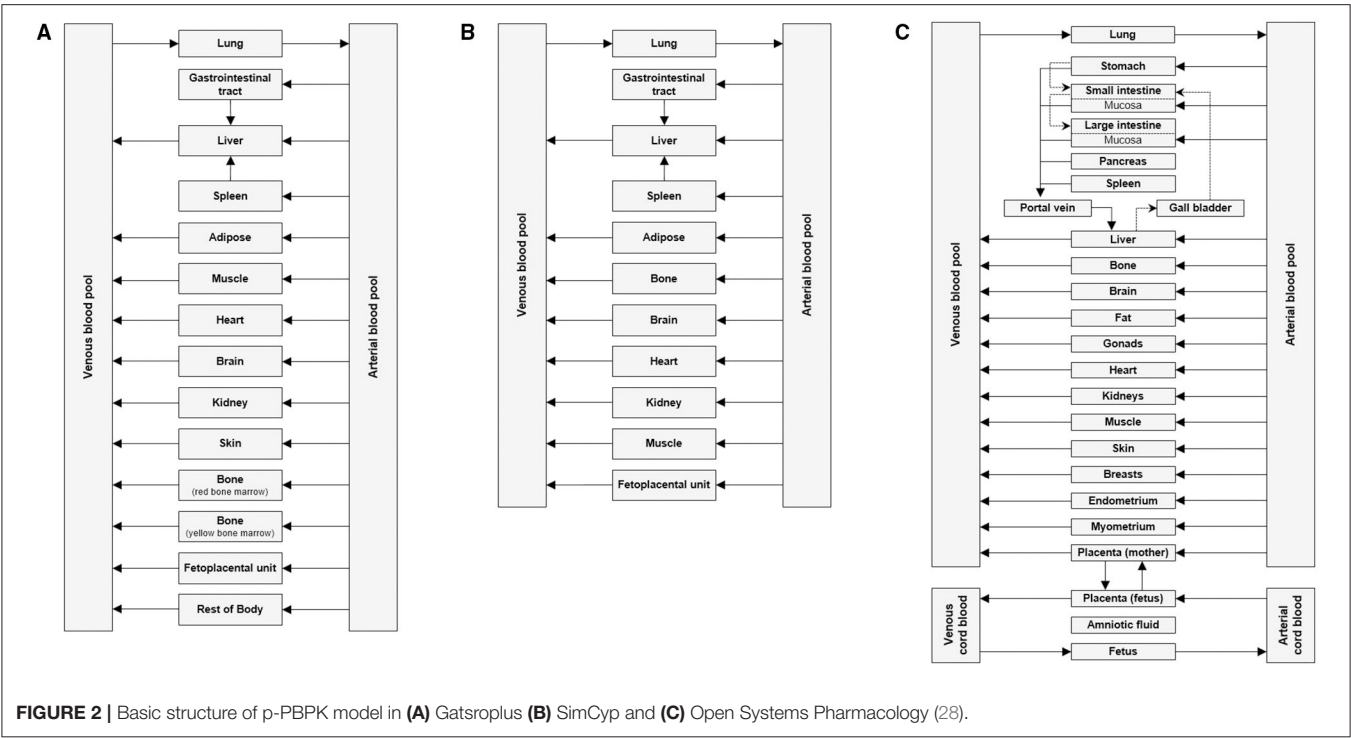 A
Venous blood pool
Lung
Gastrointestinal
tract
Liver
Spleen
Adipose
Muscle
Heart
Brain
Kidney
Skin
Bone
(red bone marrow)
Bone
(yellow bone marrow)
Fetoplacental unit
Rest of Body
Arterial blood pool
B
Venous blood pool
Lung
Gastrointestinal
tract
Liver
Spleen
Adipose
Bone
Brain
Heart
Kidney
Muscle
Fetoplacental unit
Arterial blood pool
C
Venous blood pool
Lung
Stomach
Small intestine
Mucosa
Large intestine
Mucosa
Pancreas
Spleen
Portal vein
Gall bladder
Liver
Bone
Brain
Fat
Gonads
Heart
Kidneys
Muscle
Skin
Breasts
Endometrium
Myometrium
Placenta (mother)
Arterial blood pool
Venous
cord blood
Placenta (fetus)
Amniotic fluid
Fetus
Arterial
cord blood
FIGURE 2 | Basic structure of p-PBPK model in (A) Gatsroplus (B) SimCyp and (C) Open Systems Pharmacology (28).